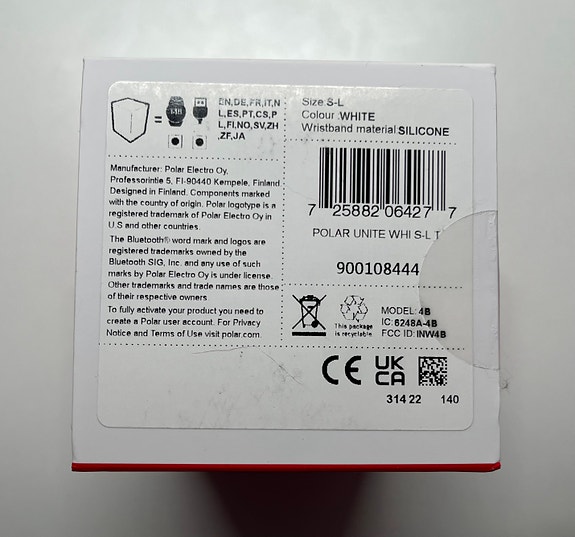 EN,DE,FR,IT,N
L,ES,PT,CS,P
L,FI,NO,SV,ZH
,ZF,JA
Manufacturer: Polar Electro Oy,
Professorintie 5, FI-90440 Kempele, Finland.
Designed in Finland. Components marked
with the country of origin. Polar logotype is a
registered trademark of Polar Electro Oy in
U.S and other countries.
The Bluetooth® word mark and logos are
registered trademarks owned by the
Bluetooth SIG, Inc. and any use of such
marks by Polar Electro Oy is under license.
Other trademarks and trade names are those
of their respective owners
To fully activate your product you need to
create a Polar user account. For Privacy
Notice and Terms of Use visit polar.com.
Size:S-L
Colour:WHITE
Wristband material:SILICONE
7 25882 06427 7
POLAR UNITE WHI S-L T
900108444
This package
is recyclable
MODEL: 4B
IC: 6248A-4B
FCC ID: INW4B
CE UK
CA
314 22 140